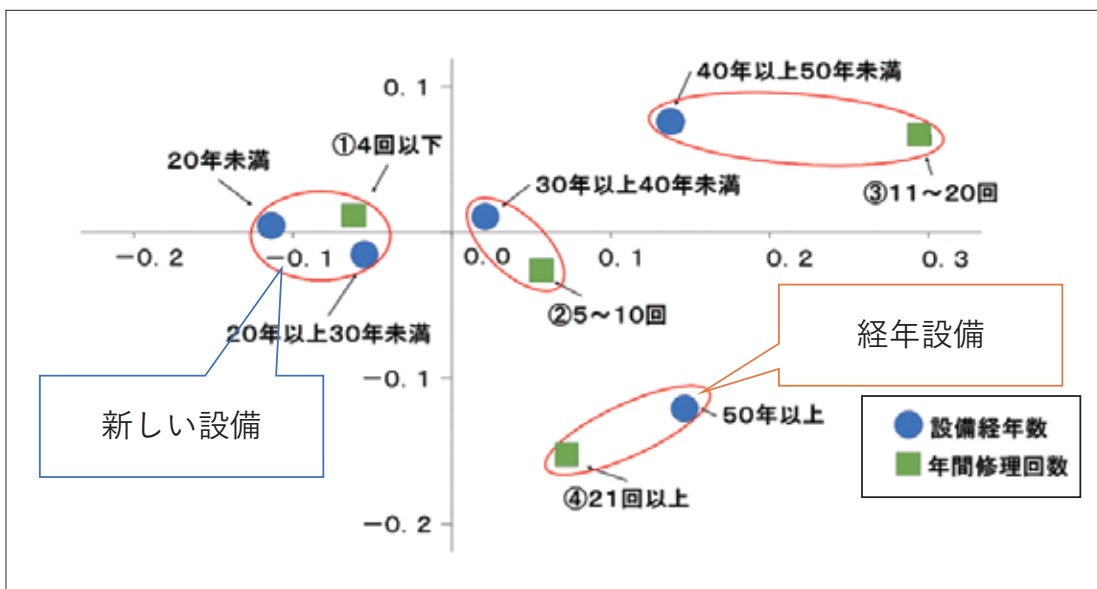 0.1
40年以上50年未満
①4回以下
20年未満
30年以上40年未満
③11～20回
−0.2
−0.1
0.0
0.1
0.2
0.3
②5～10回
20年以上30年未満
経年設備
−0.1
新しい設備
50年以上
設備経年数
年間修理回数
④21回以上
−0.2